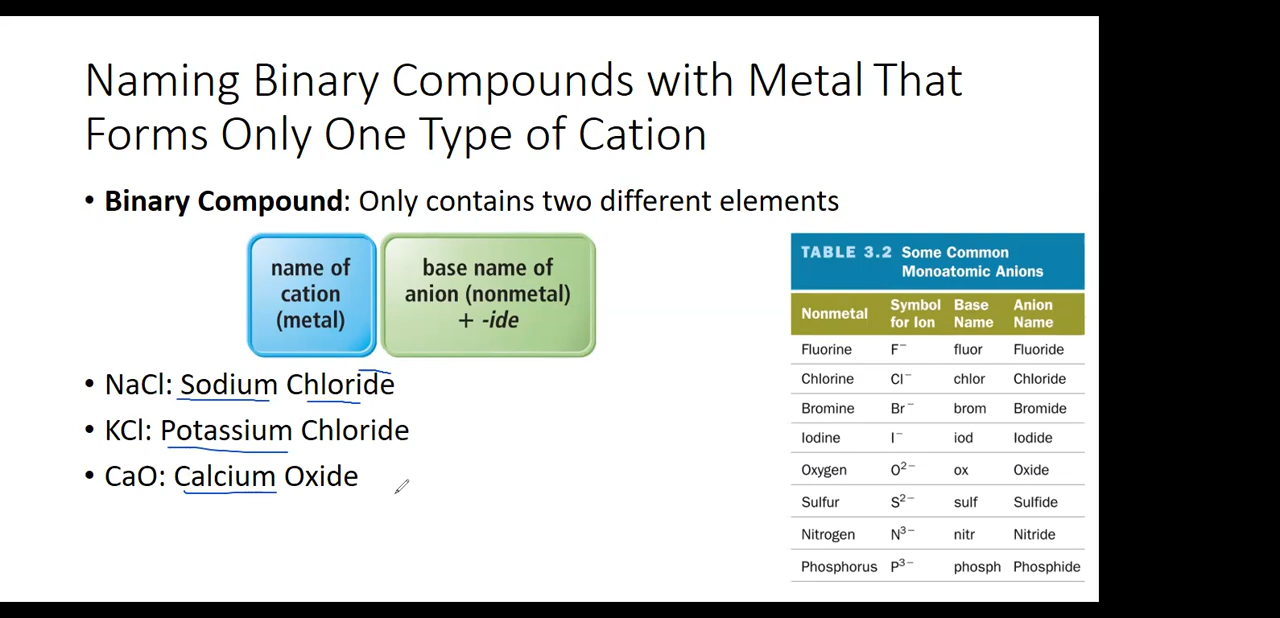 Naming Binary Compounds with Metal That
Forms Only One Type of Cation
• Binary Compound: Only contains two different elements
name of
cation
(metal)
base name of
anion (nonmetal)
+ -ide
• NaCl: Sodium Chloride
• KCl: Potassium Chloride
• CaO: Calcium Oxide
TABLE 3.2 Some Common
Monoatomic Anions
Nonmetal Symbol for Ion Base Name Anion Name
Fluorine F⁻ fluor Fluoride
Chlorine Cl⁻ chlor Chloride
Bromine Br⁻ brom Bromide
Iodine I⁻ iod Iodide
Oxygen O²⁻ ox Oxide
Sulfur S²⁻ sulf Sulfide
Nitrogen N³⁻ nitr Nitride
Phosphorus P³⁻ phosph Phosphide